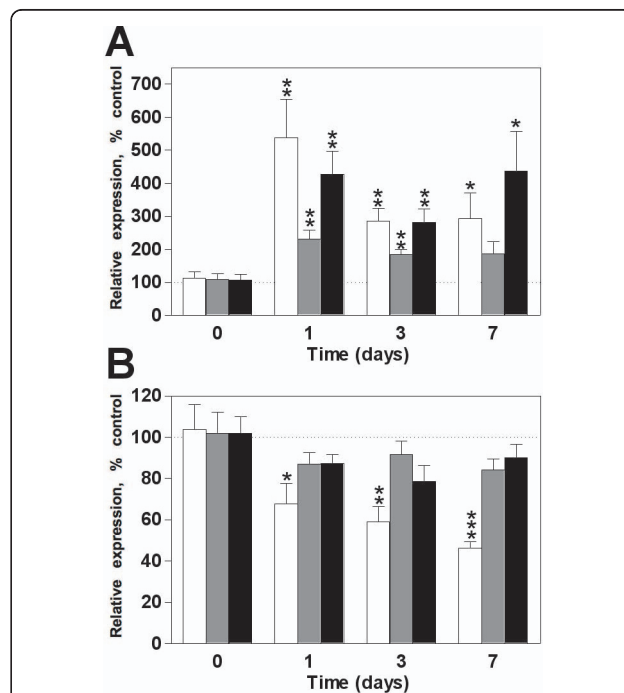 A
Relative expression, % control
700
600
500
400
300
200
100
0
** ** ** ** ** ** * *
0 1 3 7
Time (days)
B
Relative expression, % control
120
100
80
60
40
20
0
* ** ***
0 1 3 7
Time (days)